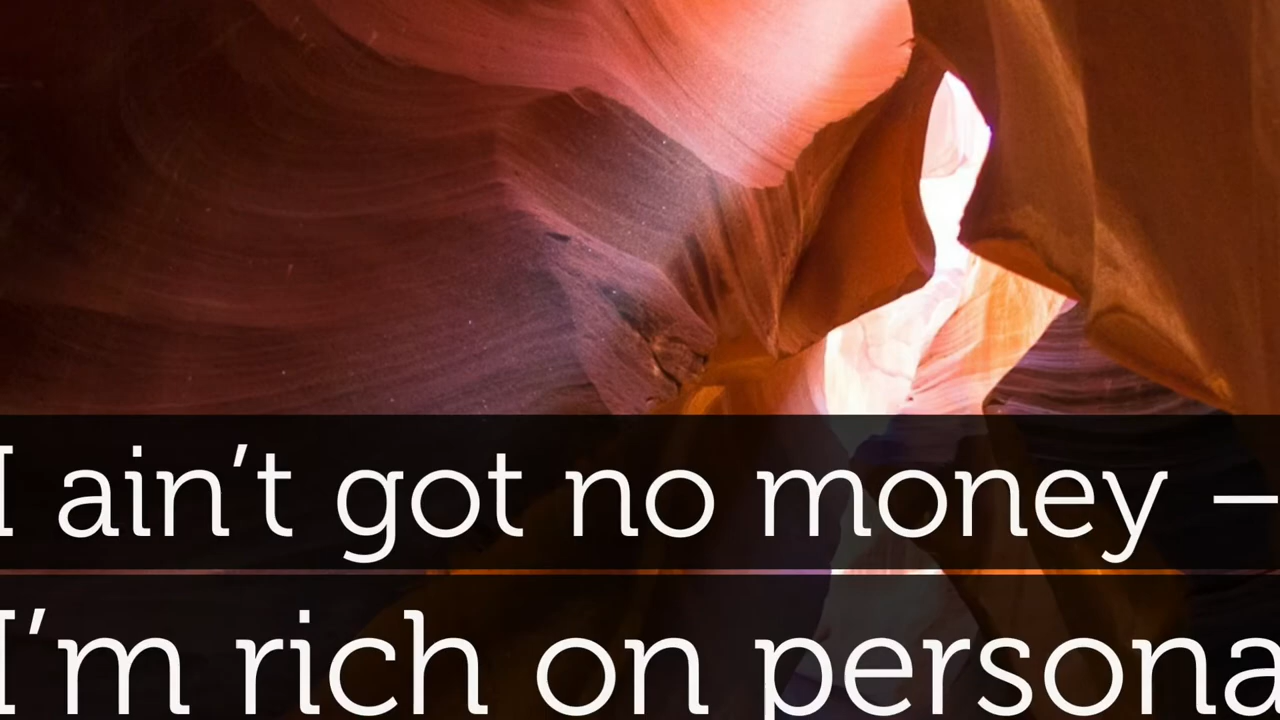 I ain’t got no money –
I’m rich on persona